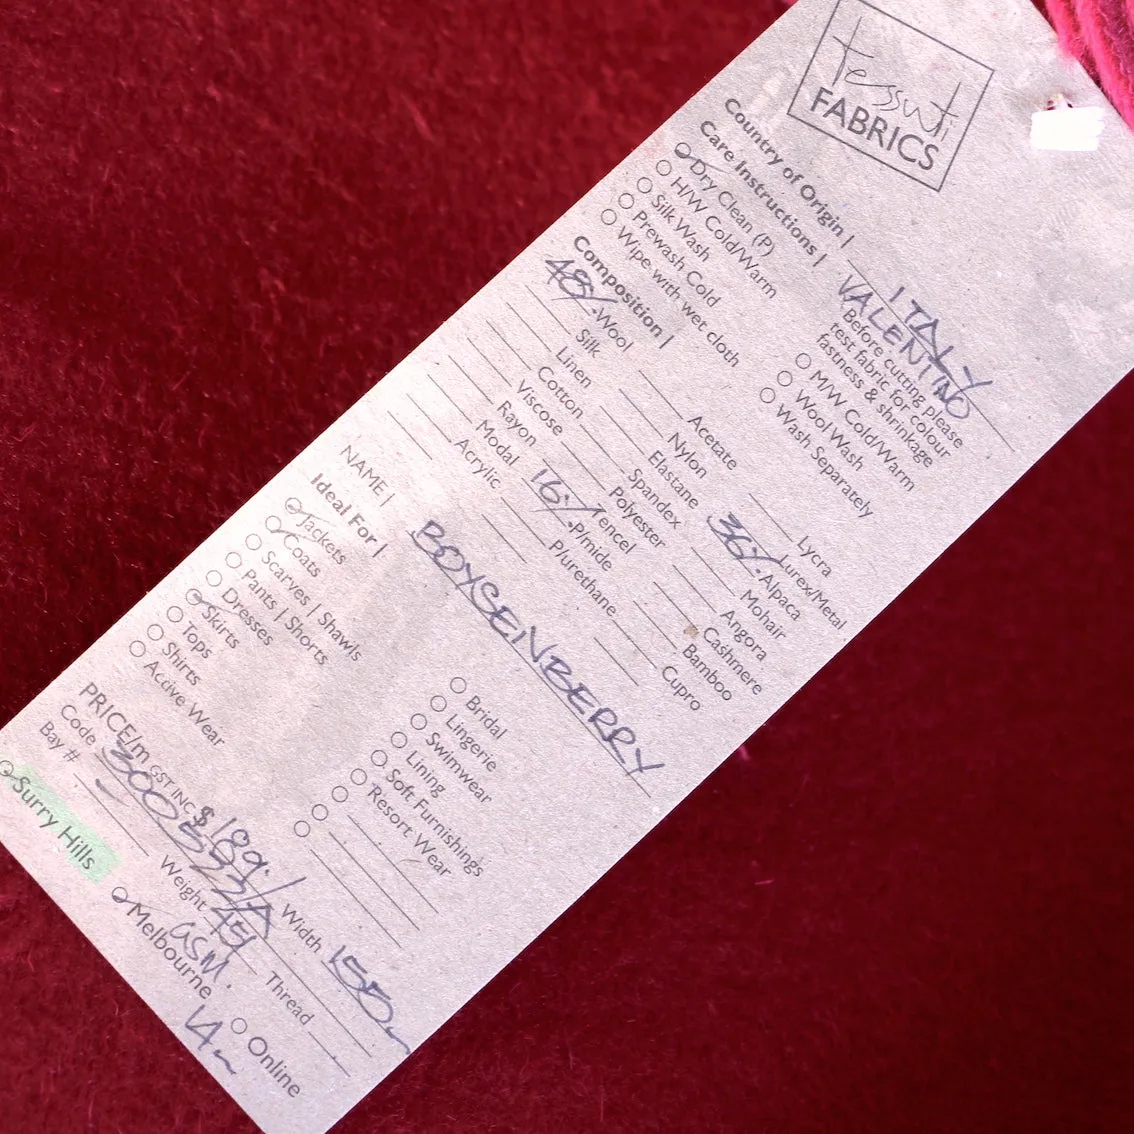 tessuti
FABRICS
Country of Origin | ITALY
VALENTINO
Care Instructions |
Dry Clean (P)
H/W Cold/Warm
Silk Wash
Prewash Cold
Wipe with wet cloth
Before cutting please
test fabric for colour
fastness & shrinkage
M/W Cold/Warm
Wool Wash
Wash Separately
Composition |
48% Wool
Silk
Linen
Cotton
Viscose
Rayon
Modal
Acrylic
Acetate
Nylon
Elastane
Spandex
Polyester
Tencel
16% P/mide
P/urethane
Lycra
Lurex/Metal
36% Alpaca
Mohair
Angora
Cashmere
Bamboo
Cupro
NAME | BOYSENBERRY
Ideal For |
Jackets
Coats
Scarves | Shawls
Pants | Shorts
Dresses
Skirts
Tops
Shirts
Active Wear
Bridal
Lingerie
Swimwear
Lining
Soft Furnishings
Resort Wear
PRICE/m GST INC $189./
Code
Width 150
Bay #
Weight 451
GSM.
Thread
Surry Hills
Melbourne
14m
Online